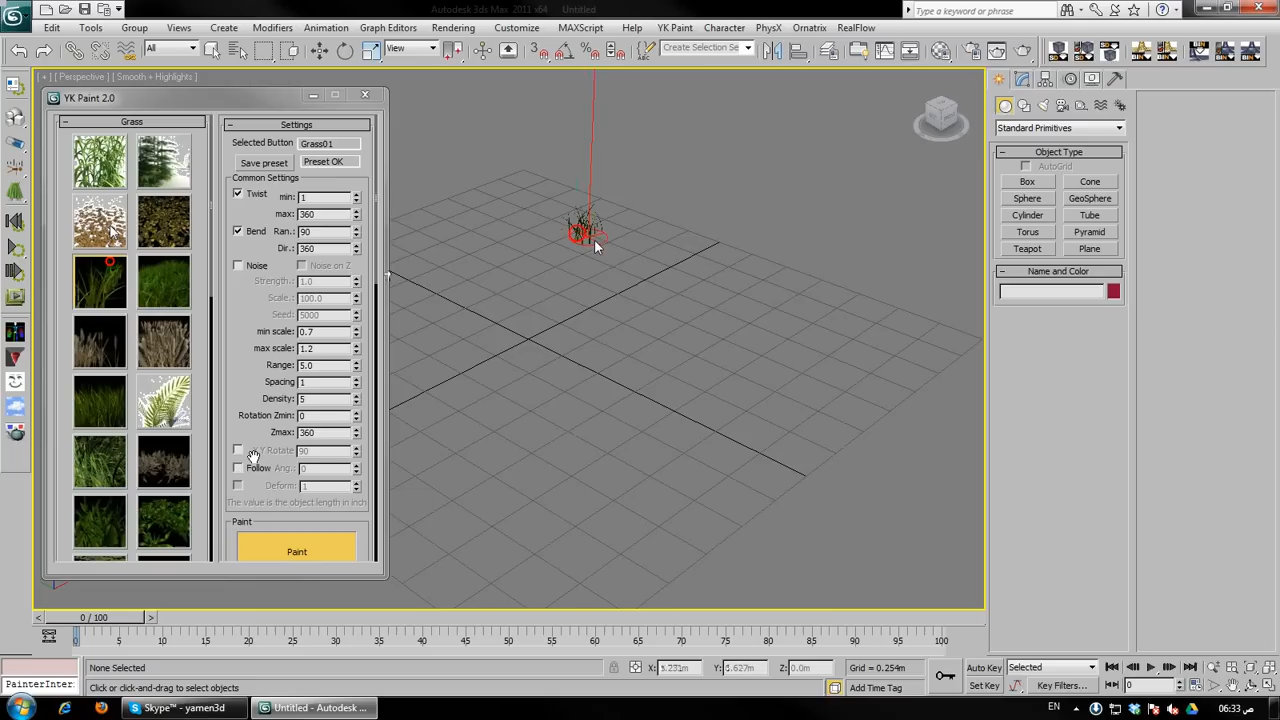 Autodesk 3ds Max 2011 x64 Untitled
Type a keyword or phrase
Edit Tools Group Views Create Modifiers Animation Graph Editors Rendering Customize MAXScript Help YK Paint Character PhysX Ornatrix RealFlow
All View Create Selection Se
[ + ] [ Perspective ] [ Smooth + Highlights ]
YK Paint 2.0
Grass
Settings
Selected Button Grass01
Save preset Preset OK
Common Settings
Twist min: 1
max: 360
Bend Ran.: 90
Dir.: 360
Noise Noise on Z
Strength.: 1.0
Scale.: 100.0
Seed: 5000
min scale: 0.7
max scale: 1.2
Range: 5.0
Spacing 1
Density: 5
Rotation Zmin: 0
Zmax: 360
Y Rotate 90
Follow Ang.: 0
Deform: 1
The value is the object length in inch
Paint
Paint
Standard Primitives
Object Type
AutoGrid
Box Cone
Sphere GeoSphere
Cylinder Tube
Torus Pyramid
Teapot Plane
Name and Color
0 / 100
0 5 10 15 20 25 30 35 40 45 50 55 60 65 70 75 80 85 90 95 100
None Selected X: 5.231m Y: 6.627m Z: 0.0m Grid = 0.254m Auto Key Selected
PainterInter Click or click-and-drag to select objects Add Time Tag Set Key Key Filters... 0
Skype™ - yamen3d Untitled - Autodesk ... EN 06:33 ص